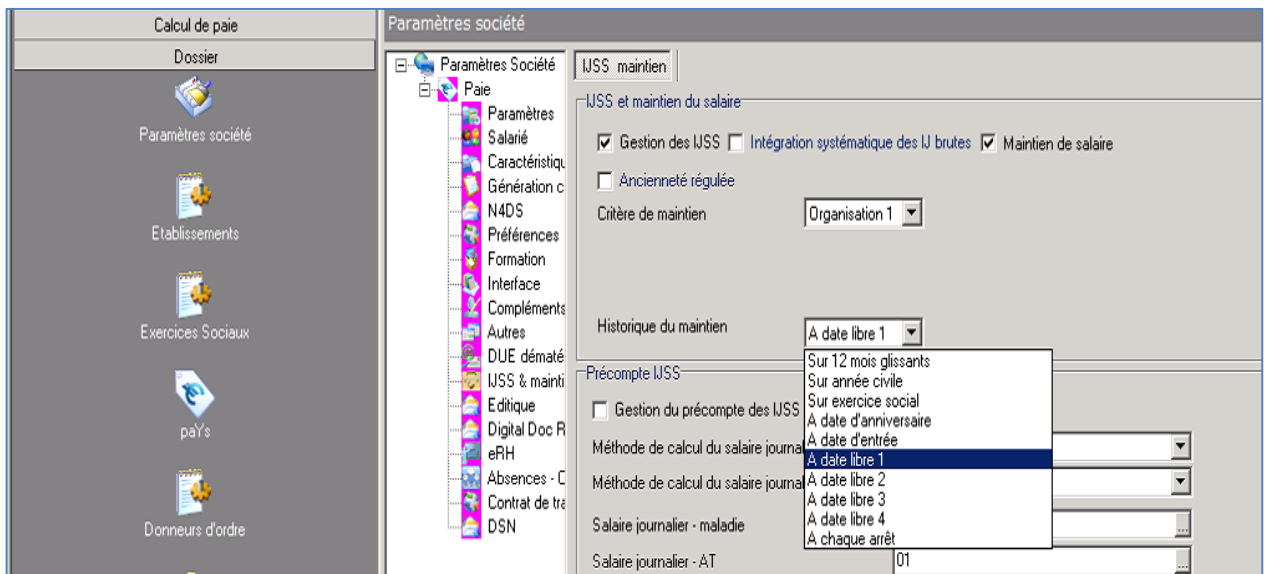 Calcul de paie
Dossier
Paramètres société
Etablissements
Exercices Sociaux
paYs
Donneurs d'ordre
Paramètres société
Paramètres Société
Paie
Paramètres
Salarié
Caractéristiqu
Génération c
N4DS
Préférences
Formation
Interface
Compléments
Autres
DUE dématé
IJSS & mainti
Editique
Digital Doc R
eRH
Absences - C
Contrat de tra
DSN
IJSS maintien
IJSS et maintien du salaire
Gestion des IJSS Intégration systématique des IJ brutes Maintien de salaire
Ancienneté régulée
Critère de maintien Organisation 1
Historique du maintien A date libre 1
Sur 12 mois glissants
Sur année civile
Sur exercice social
A date d'anniversaire
A date d'entrée
A date libre 1
A date libre 2
A date libre 3
A date libre 4
A chaque arrêt
Précompte IJSS
Gestion du précompte des IJSS
Méthode de calcul du salaire journal
Méthode de calcul du salaire journal
Salaire journalier - maladie ...
Salaire journalier - AT 01 ...